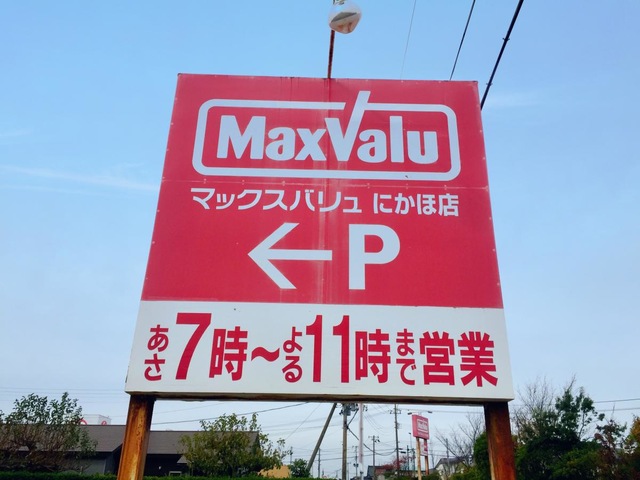 MaxValu
マックスバリュ にかほ店
←P
あさ7時~よる11時まで営業